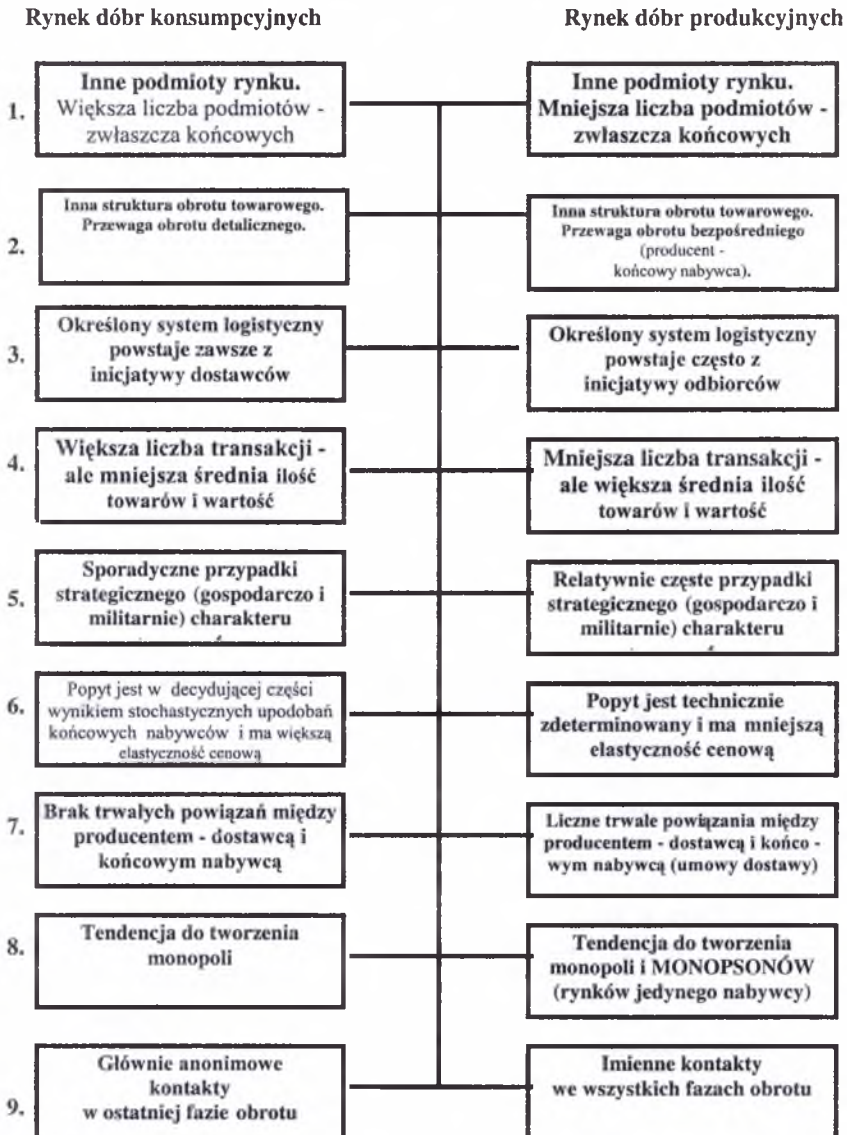 Rynek dóbr konsumpcyjnych
Rynek dóbr produkcyjnych
1.
Inne podmioty rynku.
Większa liczba podmiotów -
zwłaszcza końcowych
Inne podmioty rynku.
Mniejsza liczba podmiotów -
zwłaszcza końcowych
2.
Inna struktura obrotu towarowego.
Przewaga obrotu detalicznego.
Inna struktura obrotu towarowego.
Przewaga obrotu bezpośredniego
(producent -
końcowy nabywca).
3.
Określony system logistyczny
powstaje zawsze z
inicjatywy dostawców
Określony system logistyczny
powstaje często z
inicjatywy odbiorców
4.
Większa liczba transakcji -
ale mniejsza średnia ilość
towarów i wartość
Mniejsza liczba transakcji -
ale większa średnia ilość
towarów i wartość
5.
Sporadyczne przypadki
strategicznego (gospodarczo i
militarnie) charakteru
Relatywnie częste przypadki
strategicznego (gospodarczo i
militarnie) charakteru
6.
Popyt jest w decydującej części
wynikiem stochastycznych upodobań
końcowych nabywców i ma większą
elastyczność cenową
Popyt jest technicznie
zdeterminowany i ma mniejszą
elastyczność cenową
7.
Brak trwałych powiązań między
producentem - dostawcą i
końcowym nabywcą
Liczne trwałe powiązania między
producentem - dostawcą i końco -
wym nabywcą (umowy dostawy)
8.
Tendencja do tworzenia
monopoli
Tendencja do tworzenia
monopoli i MONOPSONÓW
(rynków jedynego nabywcy)
9.
Głównie anonimowe
kontakty
w ostatniej fazie obrotu
Imienne kontakty
we wszystkich fazach obrotu